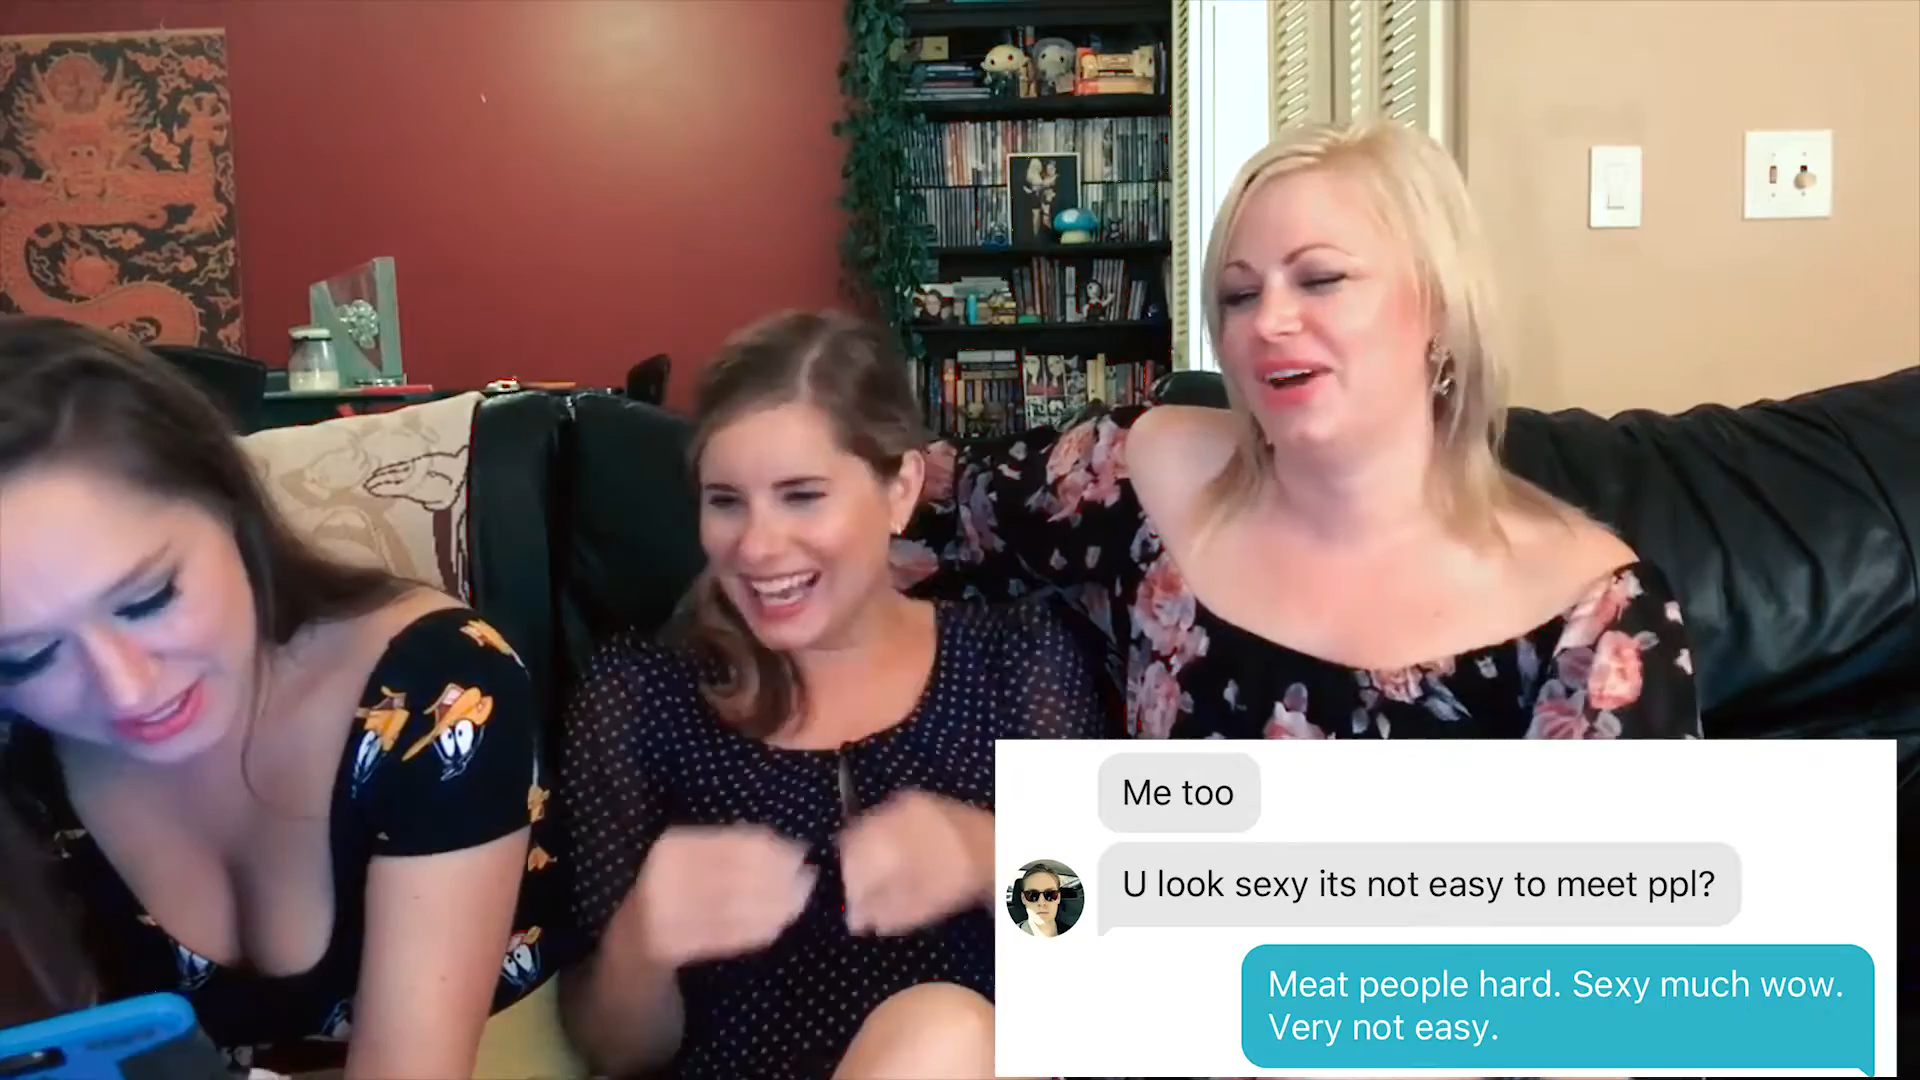 Me too
U look sexy its not easy to meet ppl?
Meat people hard. Sexy much wow.
Very not easy.